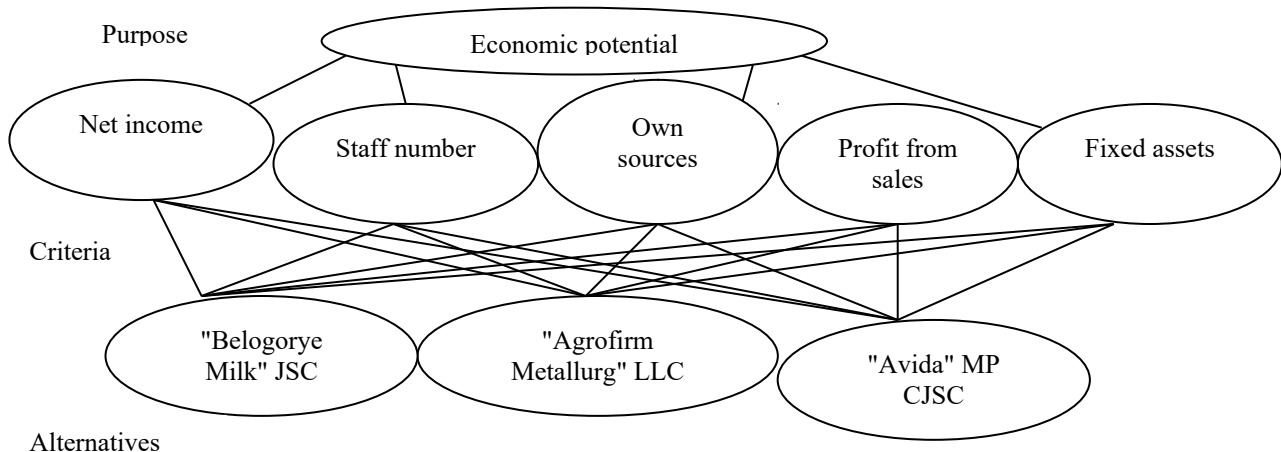 Purpose
Economic potential
Net income
Staff number
Own
sources
Profit from
sales
Fixed assets
Criteria
"Belogorye
Milk" JSC
"Agrofirm
Metallurg" LLC
"Avida" MP
CJSC
Alternatives